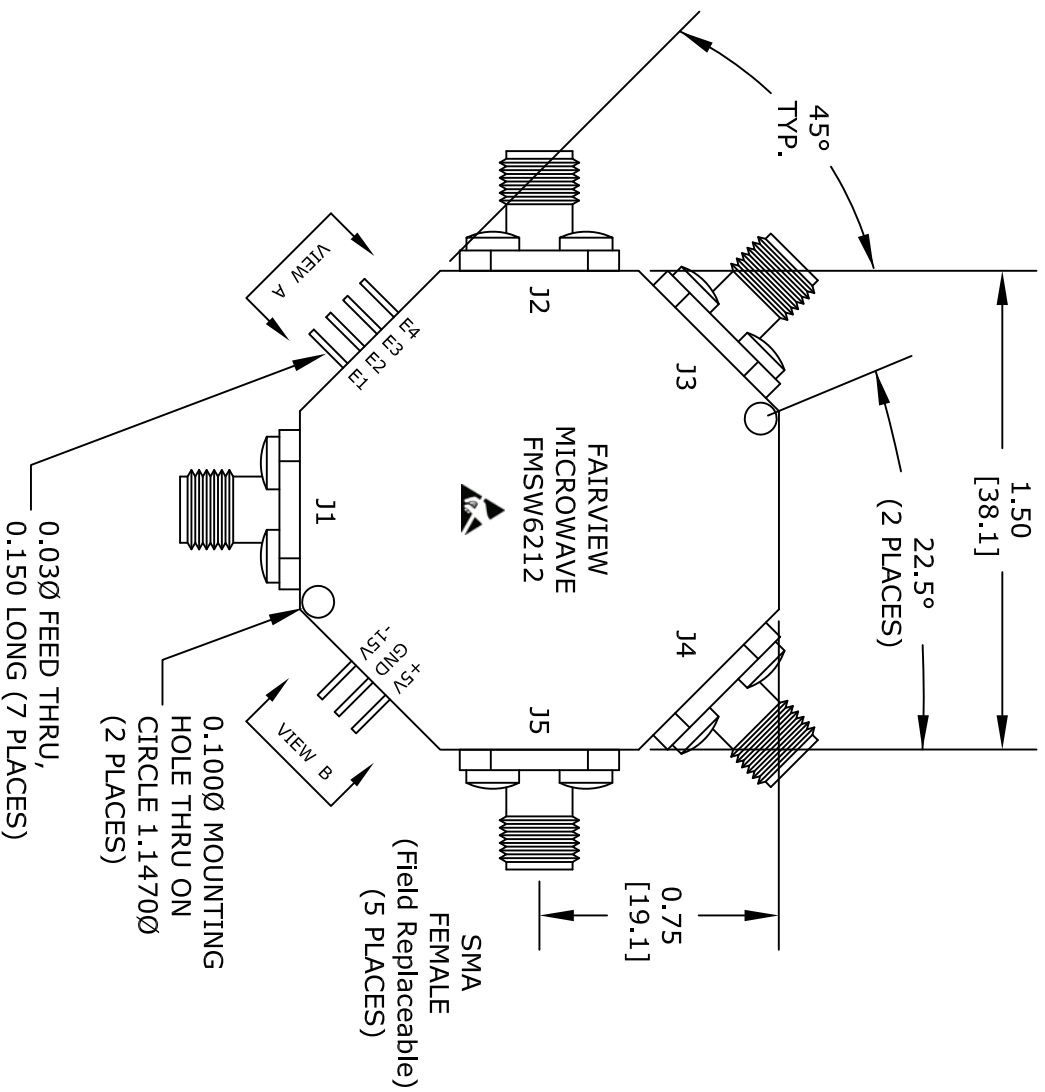 45°
TYP.
1.50
[38.1]
22.5°
(2 PLACES)
0.75
[19.1]
J3
J4
J2
J5
J1
FAIRVIEW
MICROWAVE
FMSW6212
E4
E3
E2
E1
+5V
GND
-15V
VIEW A
VIEW B
SMA
FEMALE
(Field Replaceable)
(5 PLACES)
0.100Ø MOUNTING
HOLE THRU ON
CIRCLE 1.1470Ø
(2 PLACES)
0.03Ø FEED THRU,
0.150 LONG (7 PLACES)